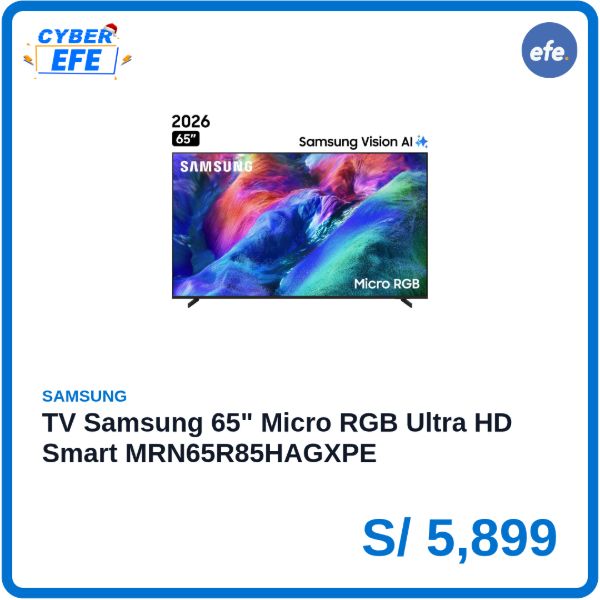 CYBER
EFE
efe.
2026
65"
Samsung Vision AI
SAMSUNG
Micro RGB
SAMSUNG
TV Samsung 65" Micro RGB Ultra HD
Smart MRN65R85HAGXPE
S/ 5,899